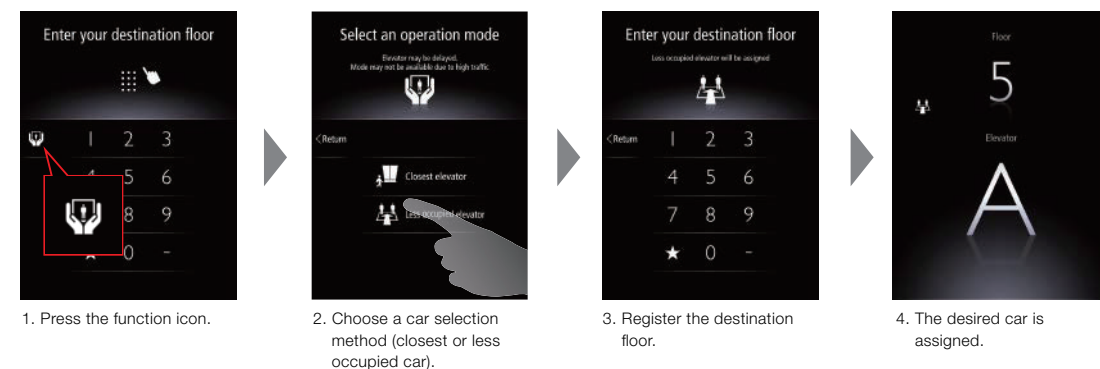 Enter your destination floor
1 2 3
4 5 6
8 9
★ 0 -
1. Press the function icon.
Select an operation mode
Elevator may be delayed.
Mode may not be available due to high traffic
<Return
Closest elevator
Less occupied elevator
2. Choose a car selection
method (closest or less
occupied car).
Enter your destination floor
Less occupied elevator will be assigned
<Return
1 2 3
4 5 6
7 8 9
★ 0 -
3. Register the destination
floor.
Floor
5
Elevator
A
4. The desired car is
assigned.